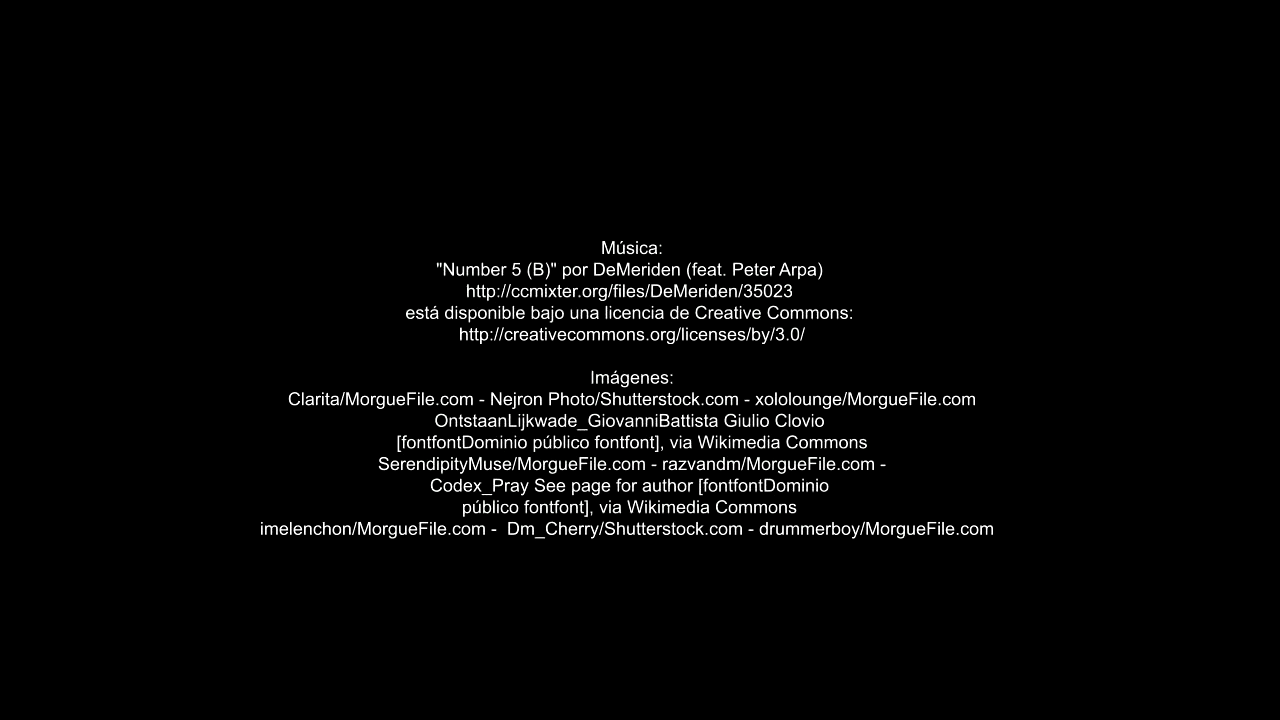 Música:
"Number 5 (B)" por DeMeriden (feat. Peter Arpa)
http://ccmixter.org/files/DeMeriden/35023
está disponible bajo una licencia de Creative Commons:
http://creativecommons.org/licenses/by/3.0/
Imágenes:
Clarita/MorgueFile.com - Nejron Photo/Shutterstock.com - xololounge/MorgueFile.com
OntstaanLijkwade_GiovanniBattista Giulio Clovio
[fontfontDominio público fontfont], via Wikimedia Commons
SerendipityMuse/MorgueFile.com - razvandm/MorgueFile.com -
Codex_Pray See page for author [fontfontDominio
público fontfont], via Wikimedia Commons
imelenchon/MorgueFile.com -  Dm_Cherry/Shutterstock.com - drummerboy/MorgueFile.com